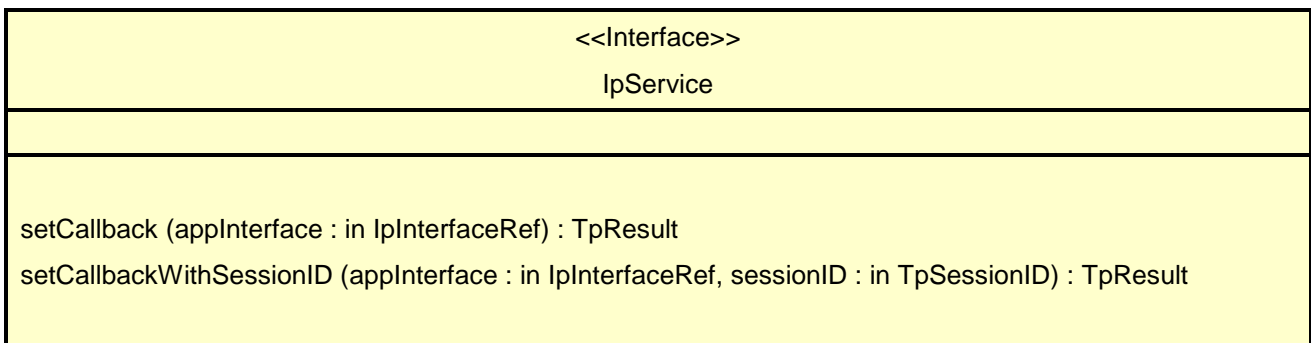 <<Interface>>
IpService
setCallback (appInterface : in IpInterfaceRef) : TpResult
setCallbackWithSessionID (appInterface : in IpInterfaceRef, sessionID : in TpSessionID) : TpResult